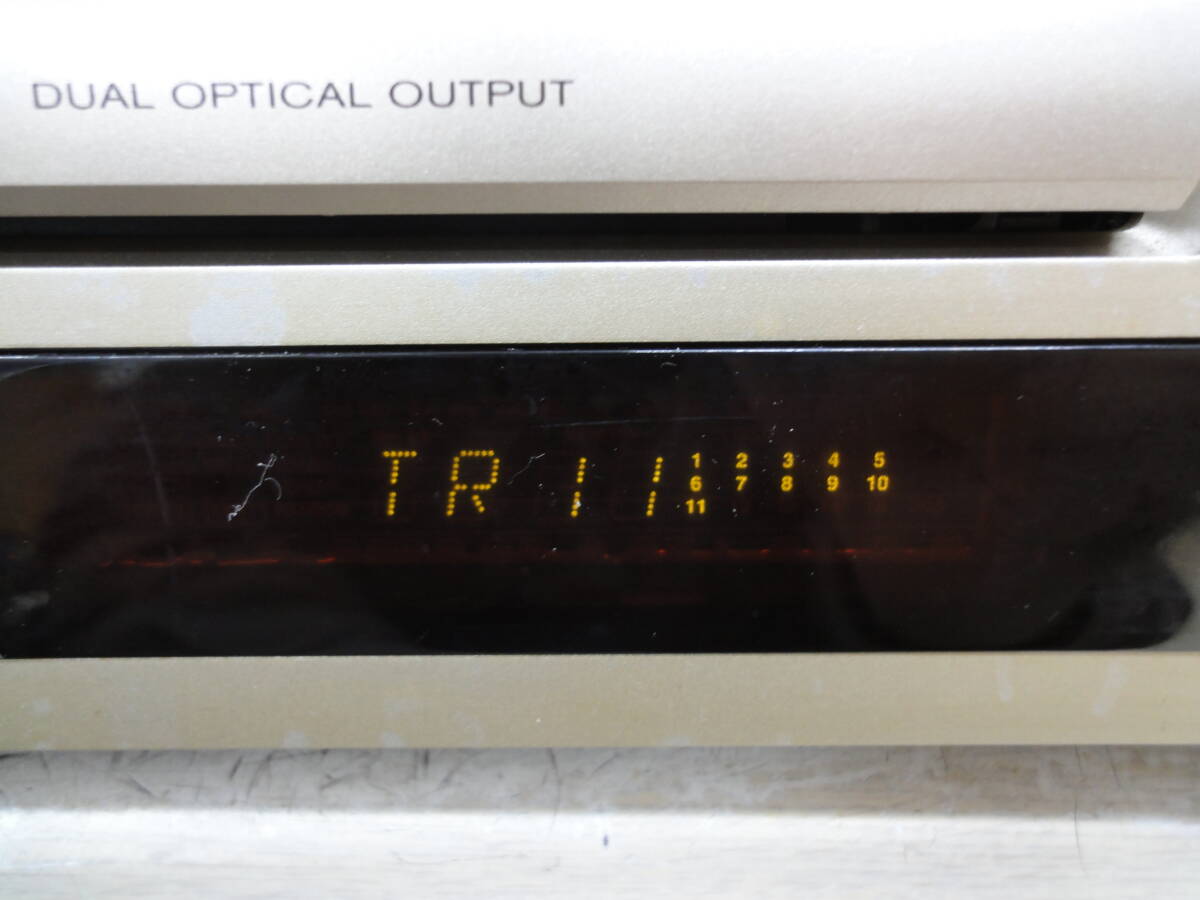 DUAL OPTICAL OUTPUT
TR 11
1 2 3 4 5
6 7 8 9 10
11